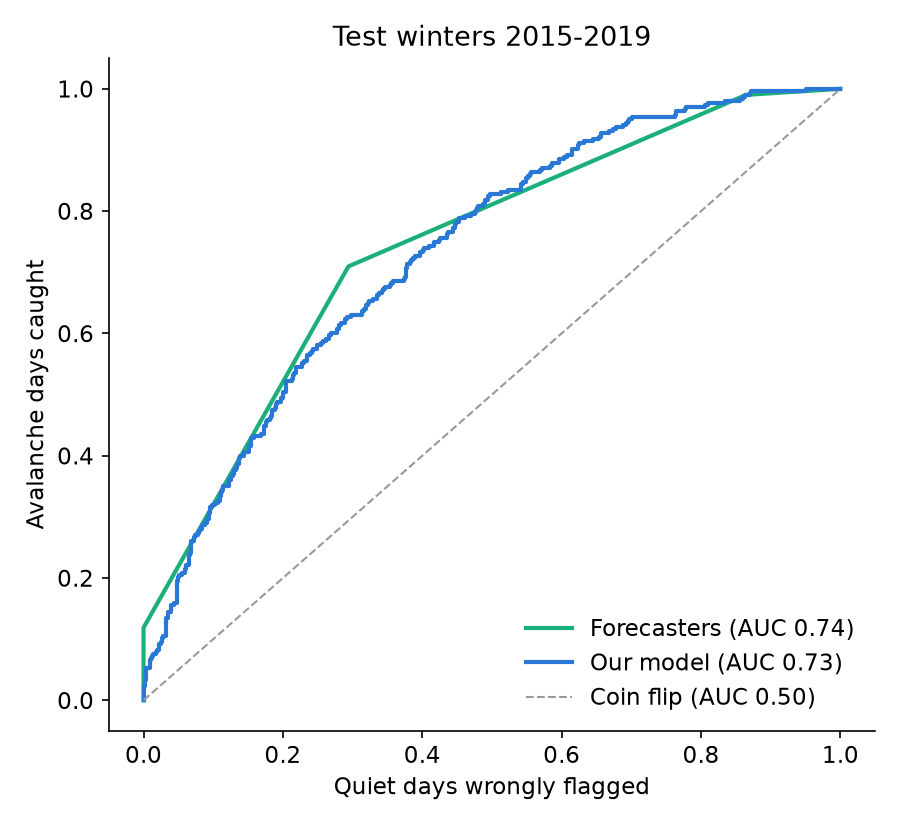 Test winters 2015-2019
Avalanche days caught
1.0
0.8
0.6
0.4
0.2
0.0
Forecasters (AUC 0.74)
Our model (AUC 0.73)
Coin flip (AUC 0.50)
0.0 0.2 0.4 0.6 0.8 1.0
Quiet days wrongly flagged